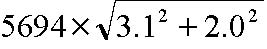 5694×√(3.1² + 2.0²)